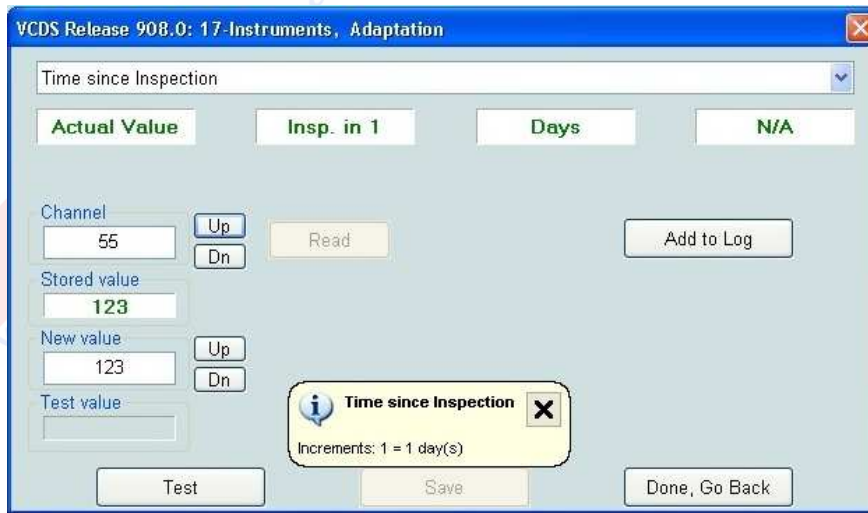 VCDS Release 908.0: 17-Instruments, Adaptation
Time since Inspection
Actual Value Insp. in 1 Days N/A
Channel
55 Up Read Add to Log
Dn
Stored value
123
New value
123 Up
Dn
Test value
Time since Inspection
Increments: 1 = 1 day(s)
Test Save Done, Go Back